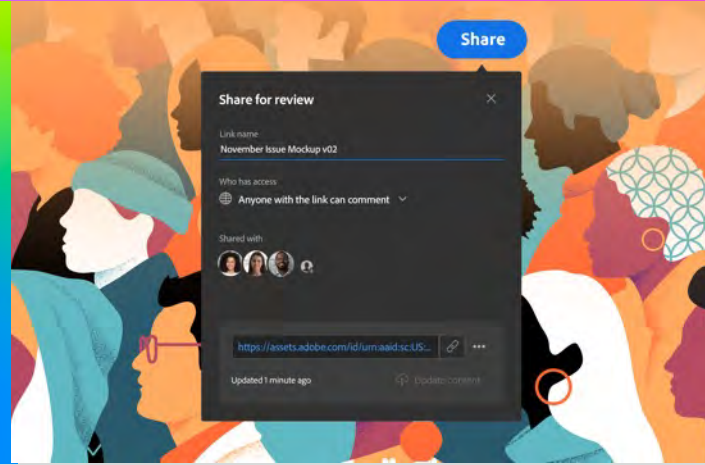 Share
Share for review
Link name
November Issue Mockup v02
Who has access
Anyone with the link can comment
Shared with
https://assets.adobe.com/id/urn:aaid:sc:US:...
Updated 1 minute ago
Update content